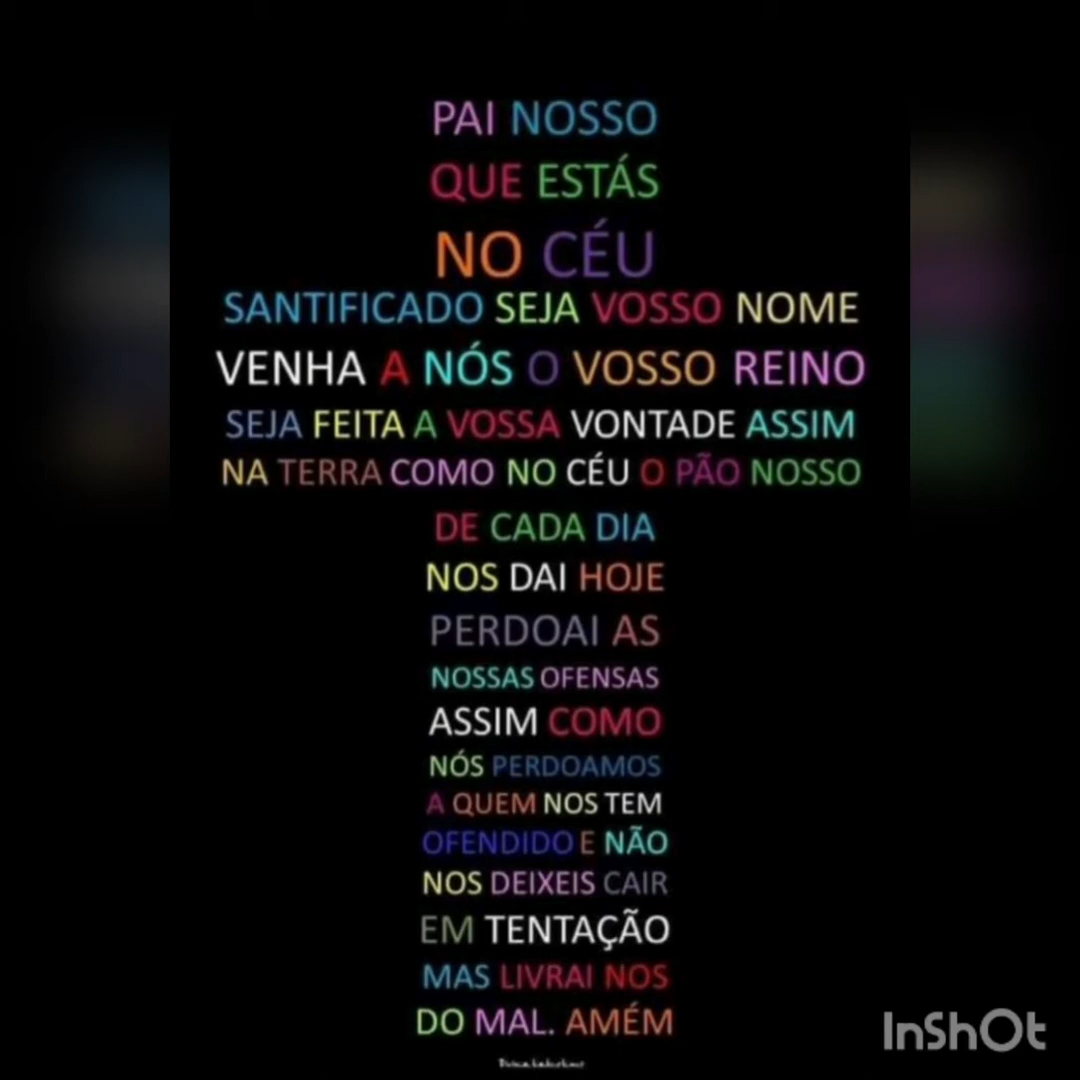 PAI NOSSO
QUE ESTÁS
NO CÉU
SANTIFICADO SEJA VOSSO NOME
VENHA A NÓS O VOSSO REINO
SEJA FEITA A VOSSA VONTADE ASSIM
NA TERRA COMO NO CÉU O PÃO NOSSO
DE CADA DIA
NOS DAI HOJE
PERDOAI AS
NOSSAS OFENSAS
ASSIM COMO
NÓS PERDOAMOS
A QUEM NOS TEM
OFENDIDO E NÃO
NOS DEIXEIS CAIR
EM TENTAÇÃO
MAS LIVRAI NOS
DO MAL. AMÉM
InShOt